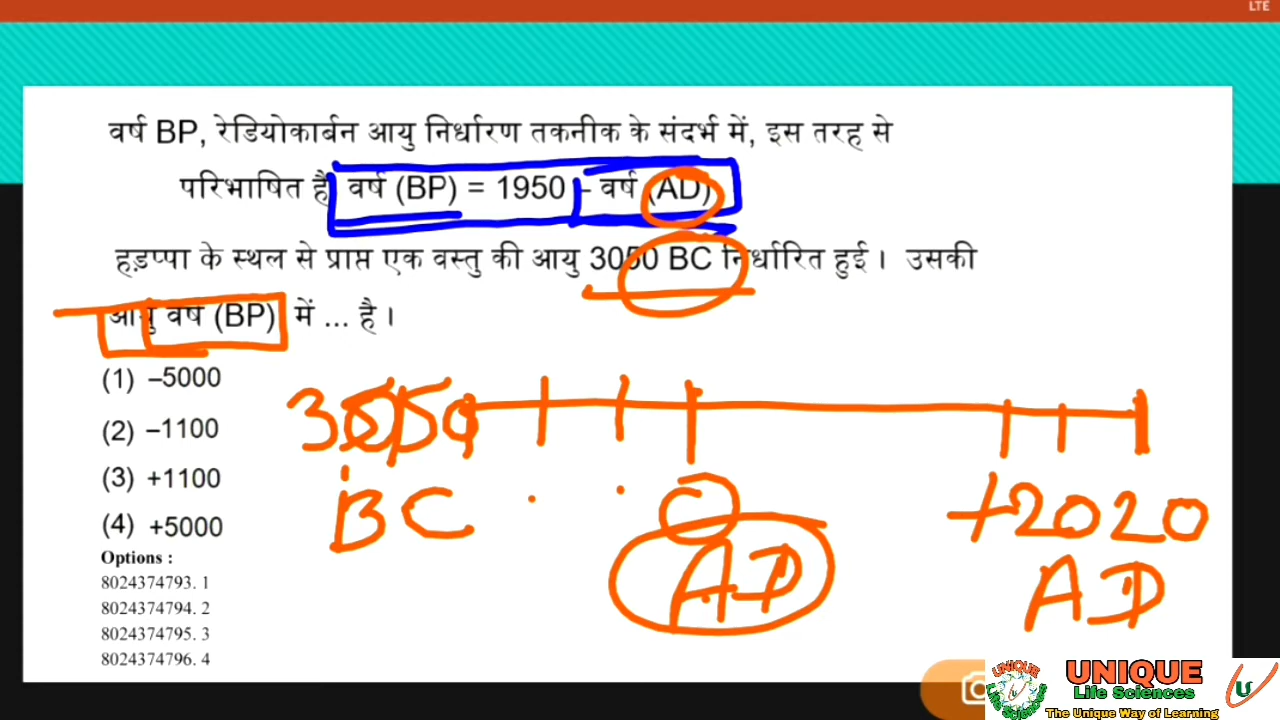 LTE
वर्ष BP, रेडियोकार्बन आयु निर्धारण तकनीक के संदर्भ में, इस तरह से
परिभाषित है वर्ष (BP) = 1950 - वर्ष (AD)
हड़प्पा के स्थल से प्राप्त एक वस्तु की आयु 3050 BC निर्धारित हुई। उसकी
आयु वर्ष (BP) में ... है।
(1) –5000
(2) –1100
(3) +1100
(4) +5000
Options :
8024374793. 1
8024374794. 2
8024374795. 3
8024374796. 4
3050
BC
0
AD
+2020
AD
UNIQUE
Life Sciences
The Unique Way of Learning